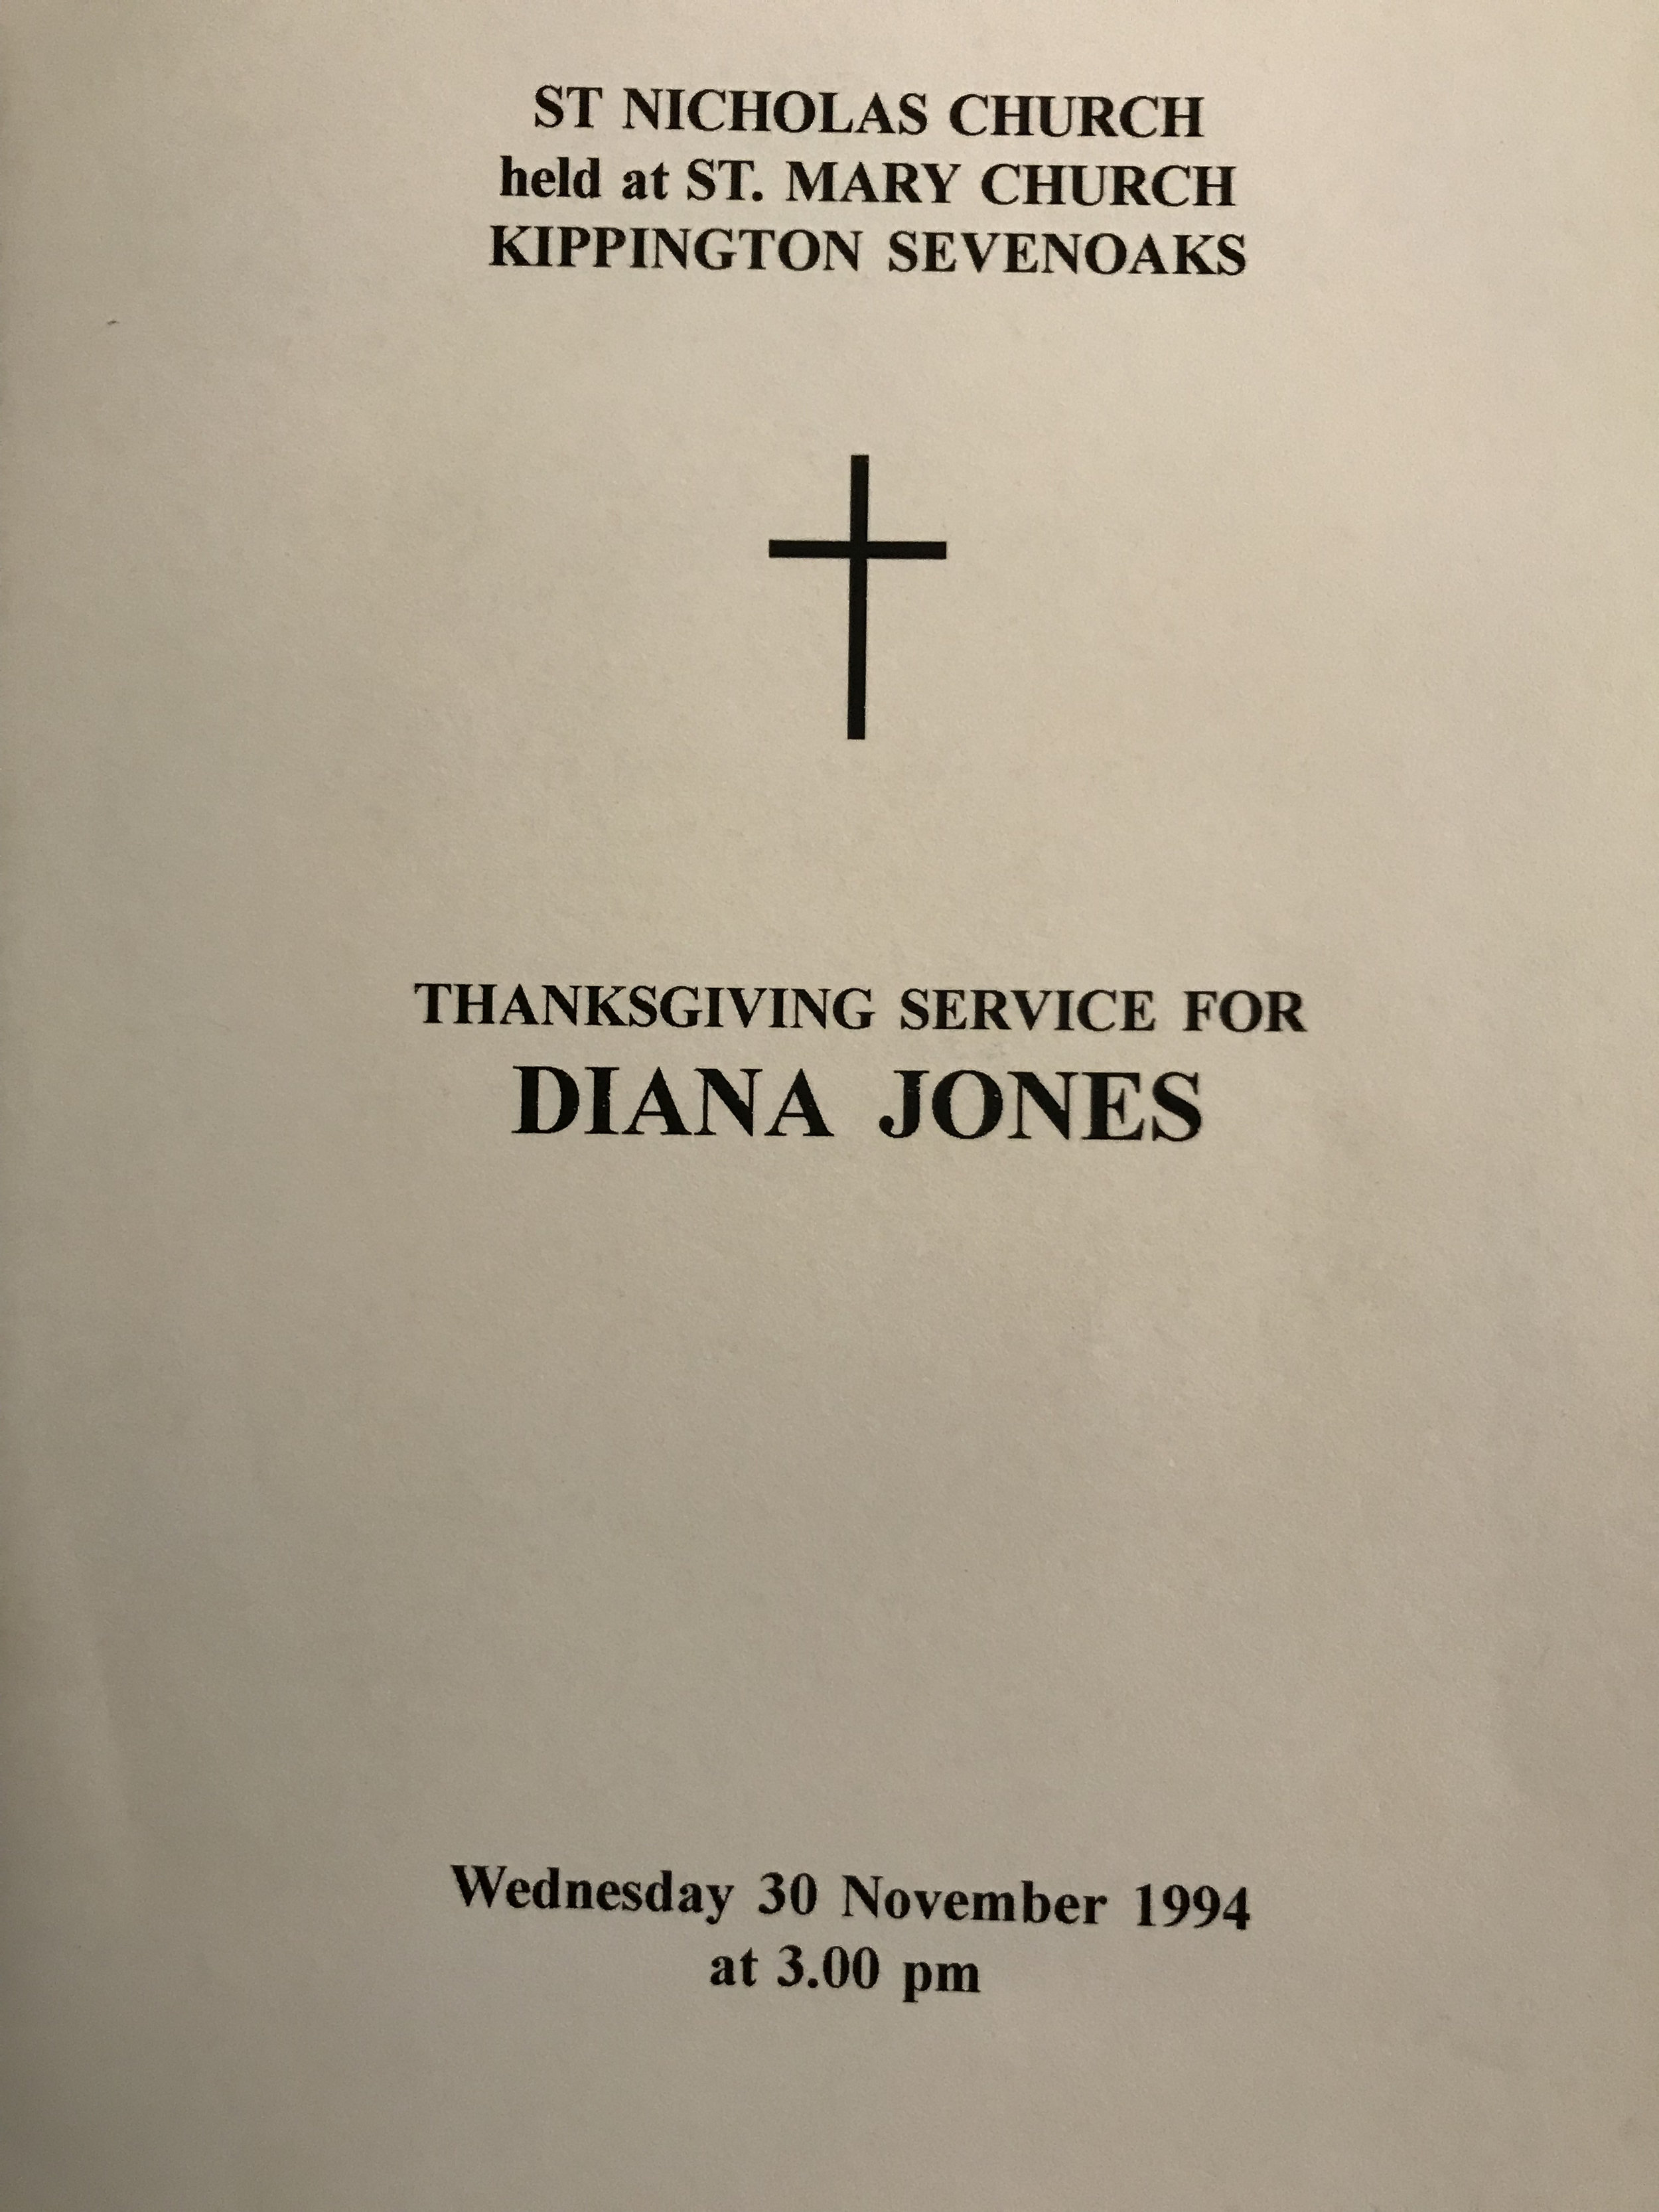 ST NICHOLAS CHURCH
held at ST. MARY CHURCH
KIPPINGTON SEVENOAKS
THANKSGIVING SERVICE FOR
DIANA JONES
Wednesday 30 November 1994
at 3.00 pm